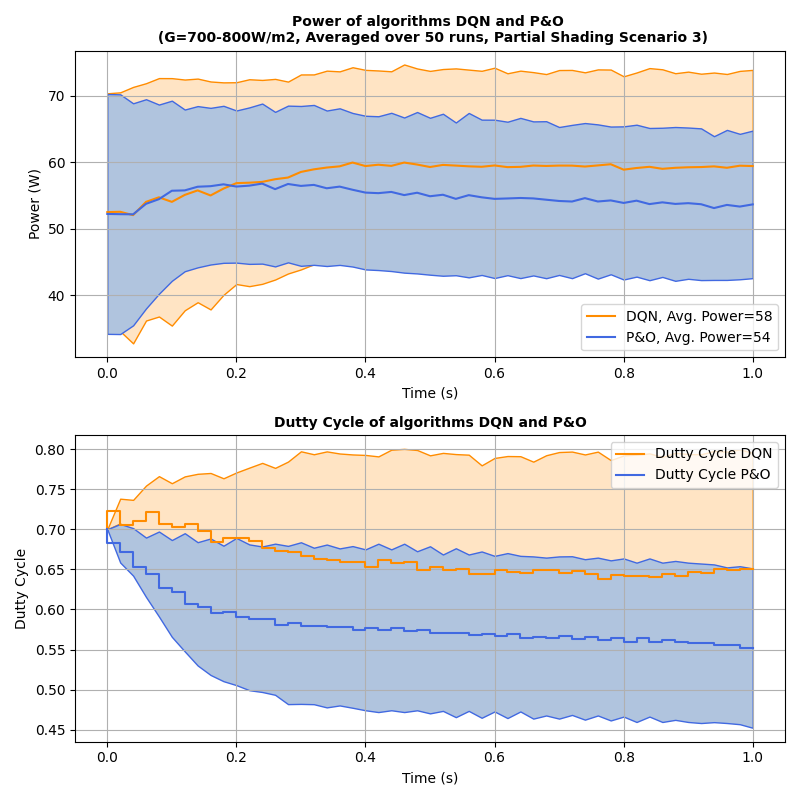 Power of algorithms DQN and P&O
(G=700-800W/m2, Averaged over 50 runs, Partial Shading Scenario 3)
70
60
50
40
Power (W)
DQN, Avg. Power=58
P&O, Avg. Power=54
0.0 0.2 0.4 0.6 0.8 1.0
Time (s)
Dutty Cycle of algorithms DQN and P&O
0.80
0.75
0.70
0.65
0.60
0.55
0.50
0.45
Dutty Cycle
Dutty Cycle DQN
Dutty Cycle P&O
0.0 0.2 0.4 0.6 0.8 1.0
Time (s)